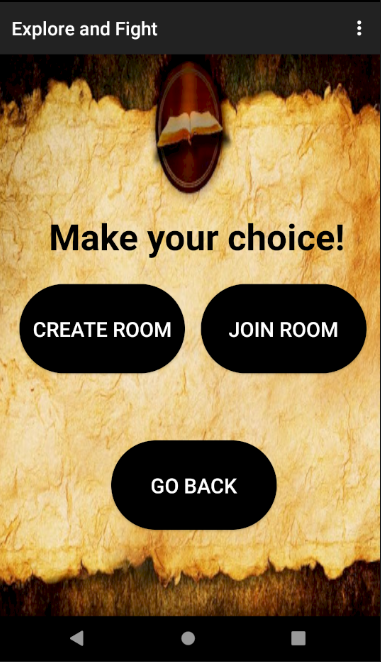 Explore and Fight
Make your choice!
CREATE ROOM
JOIN ROOM
GO BACK